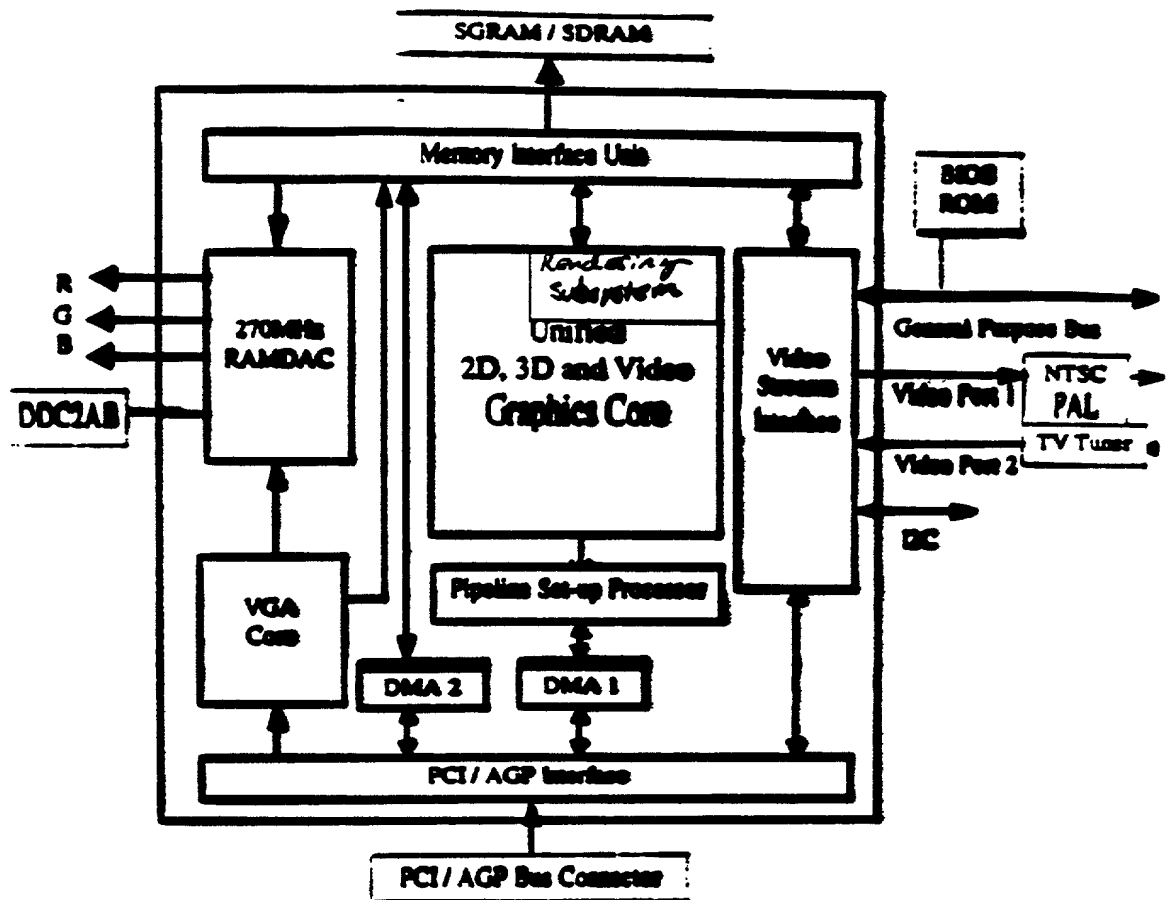 SGRAM / SDRAM
Memory Interface Unit
BIOS
ROM
R
G
B
270MHz
RAMDAC
DDC2AB
Rendering
Subsystem
Unified
2D, 3D and Video
Graphics Core
Video
Stream
Interface
General Purpose Bus
Video Port 1
NTSC
PAL
TV Tuner
Video Port 2
I2C
VGA
Core
Pipeline Set-up Processor
DMA 2
DMA 1
PCI / AGP Interface
PCI / AGP Bus Connector